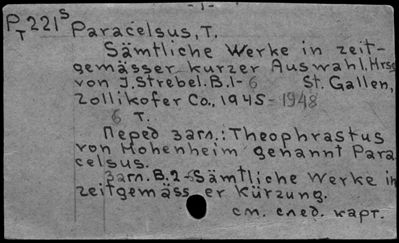 - 1 -
P 221 S
T
Paracelsus, T.
Sämtliche Werke in zeit-
gemässer kurzer Auswahl. Hrsg
von J. Strebel. B.1-6 St. Gallen,
Zollikofer Co., 1945-1948
6 Т.
Перед загл.: Theophrastus
von Hohenheim genannt Para
celsus.
Загл. B.2-6 Sämtliche Werke in
zeitgemäss er Kürzung.
см. след. карт.